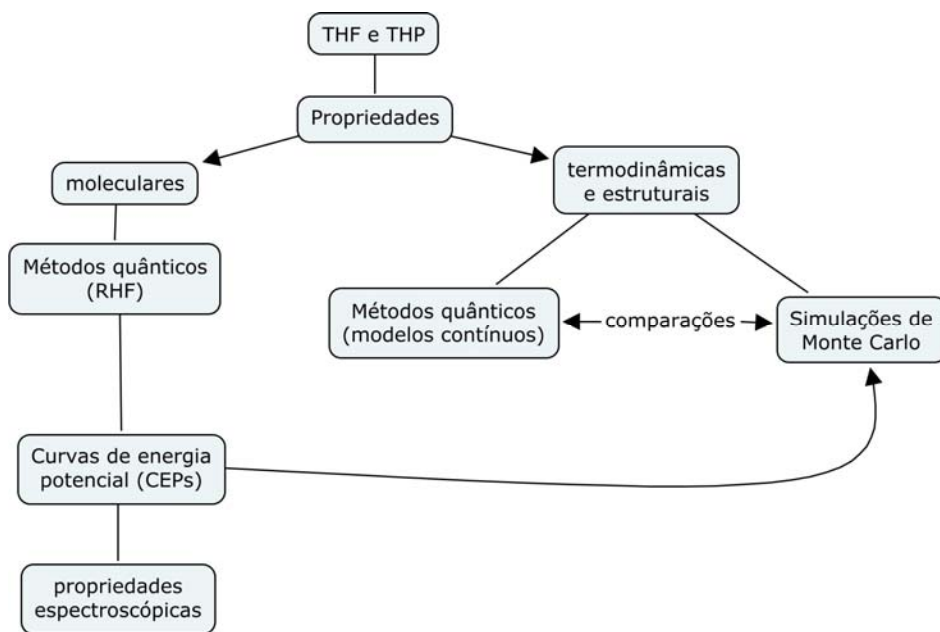 THF e THP
Propriedades
moleculares
termodinâmicas
e estruturais
Métodos quânticos
(RHF)
Métodos quânticos
(modelos contínuos)
comparações
Simulações de
Monte Carlo
Curvas de energia
potencial (CEPs)
propriedades
espectroscópicas